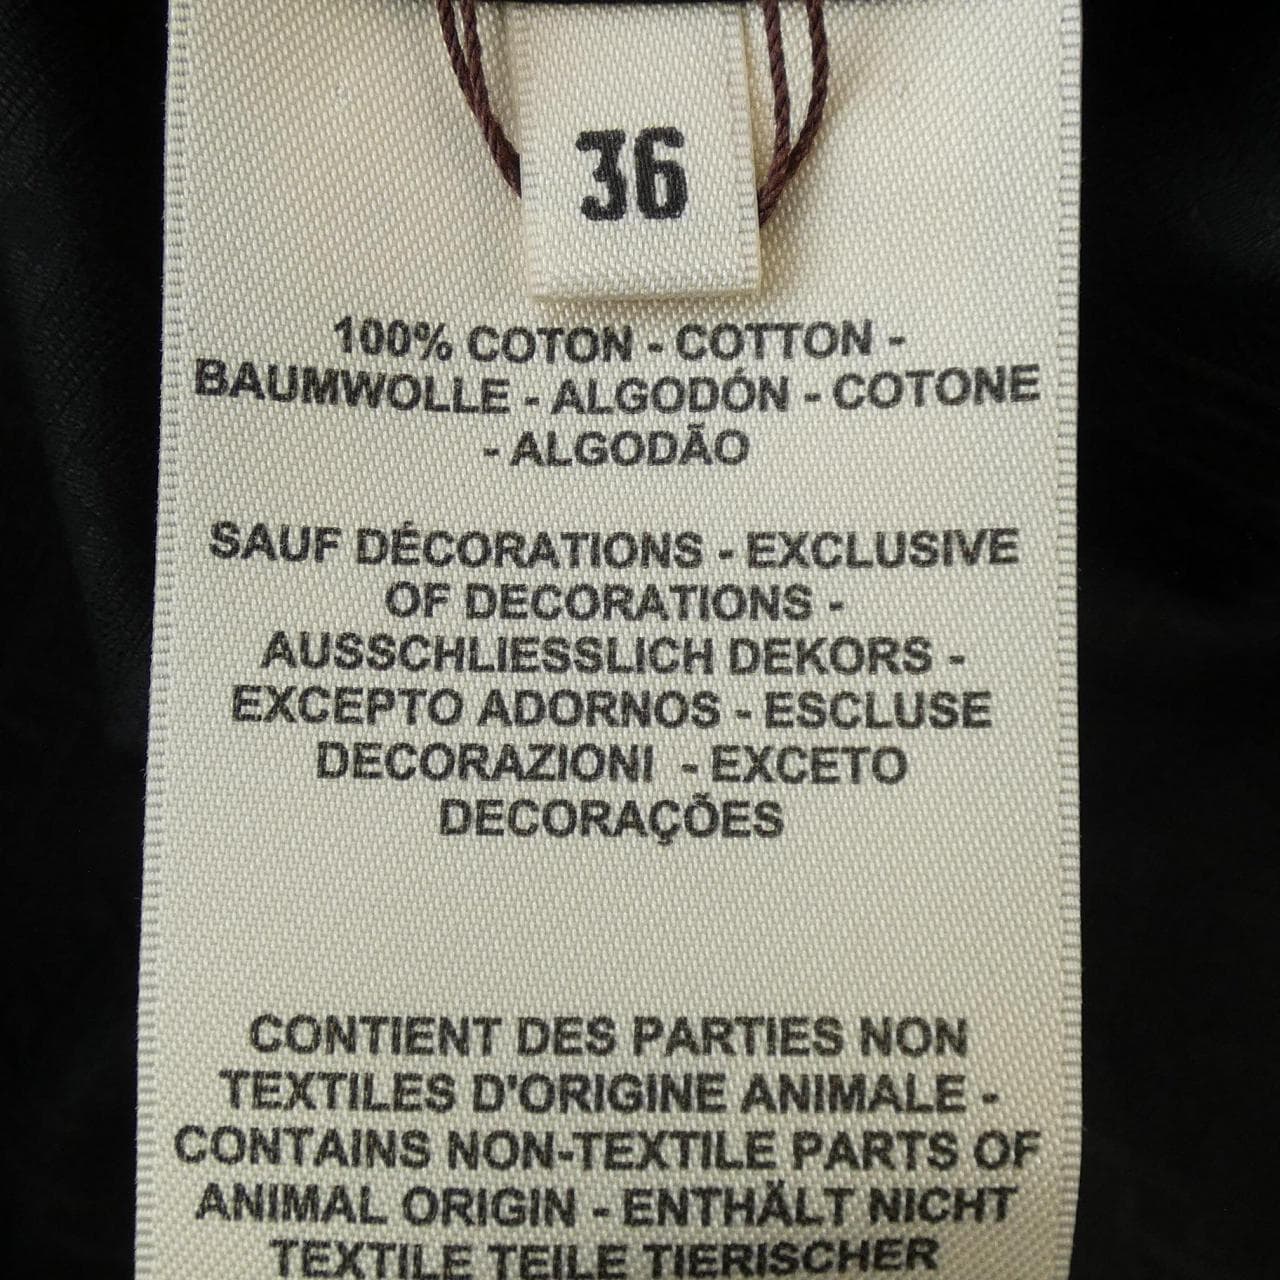 36
100% COTON - COTTON -
BAUMWOLLE - ALGODÓN - COTONE
- ALGODÃO
SAUF DÉCORATIONS - EXCLUSIVE
OF DECORATIONS -
AUSSCHLIESSLICH DEKORS -
EXCEPTO ADORNOS - ESCLUSE
DECORAZIONI - EXCETO
DECORAÇÕES
CONTIENT DES PARTIES NON
TEXTILES D'ORIGINE ANIMALE -
CONTAINS NON-TEXTILE PARTS OF
ANIMAL ORIGIN - ENTHÄLT NICHT
TEXTILE TEILE TIERISCHER